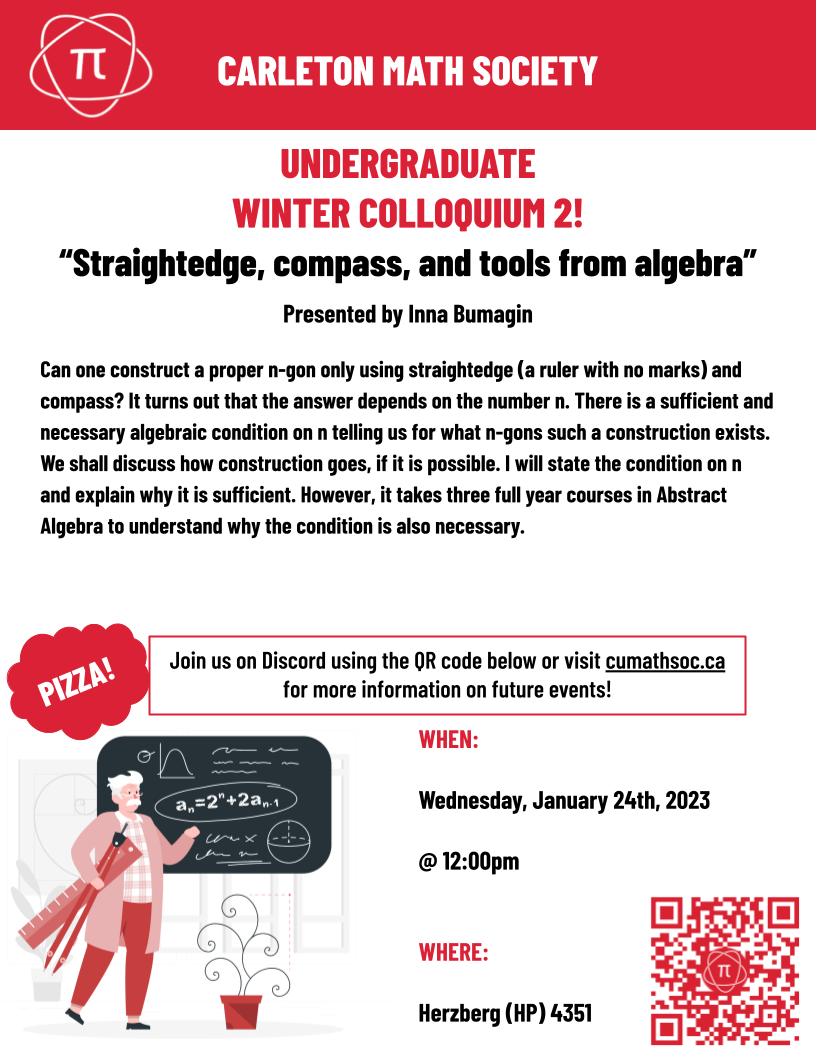 π
CARLETON MATH SOCIETY
UNDERGRADUATE
WINTER COLLOQUIUM 2!
“Straightedge, compass, and tools from algebra”
Presented by Inna Bumagin
Can one construct a proper n-gon only using straightedge (a ruler with no marks) and
compass? It turns out that the answer depends on the number n. There is a sufficient and
necessary algebraic condition on n telling us for what n-gons such a construction exists.
We shall discuss how construction goes, if it is possible. I will state the condition on n
and explain why it is sufficient. However, it takes three full year courses in Abstract
Algebra to understand why the condition is also necessary.
PIZZA!
Join us on Discord using the QR code below or visit cumathsoc.ca
for more information on future events!
aₙ=2ⁿ+2aₙ₋₁
WHEN:
Wednesday, January 24th, 2023
@ 12:00pm
WHERE:
Herzberg (HP) 4351
π